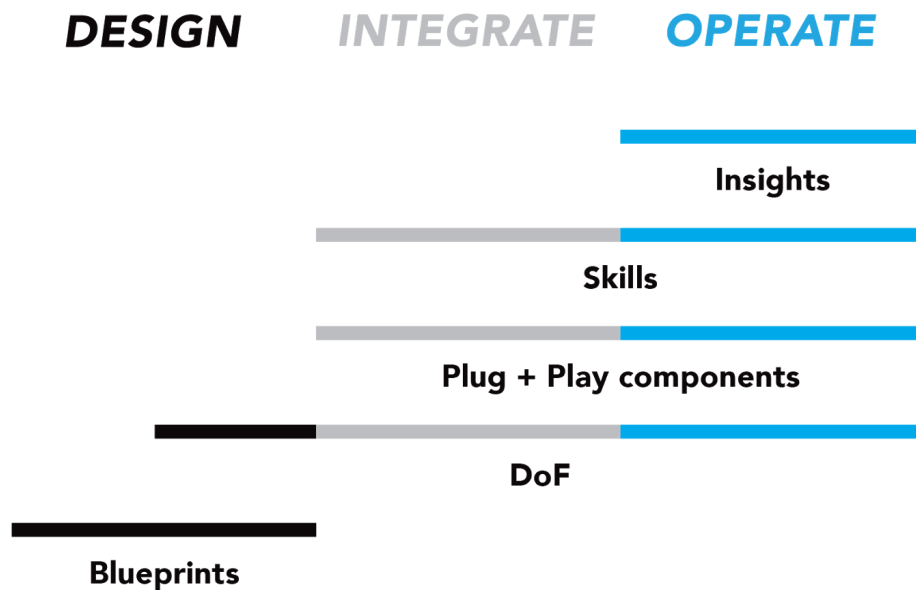 DESIGN INTEGRATE OPERATE
Insights
Skills
Plug + Play components
DoF
Blueprints